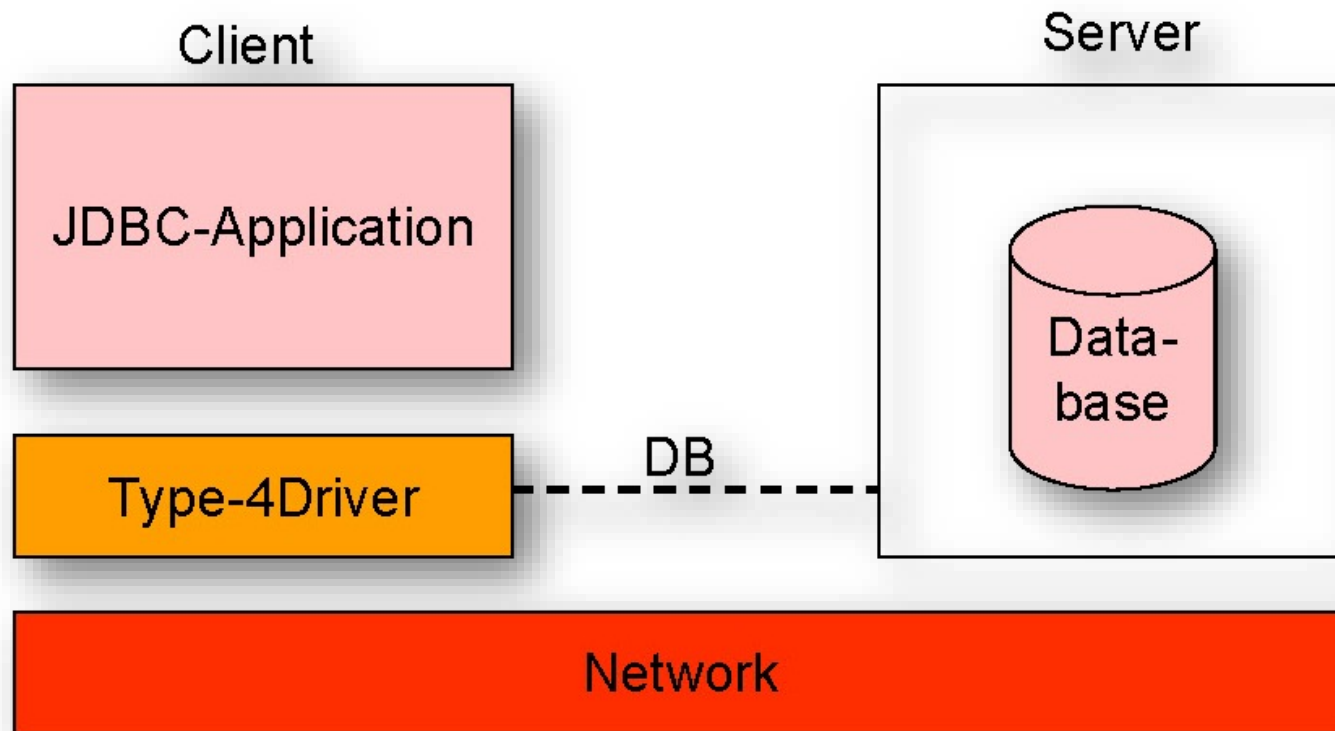 Client
Server
JDBC-Application
Data-
base
DB
Type-4Driver
Network